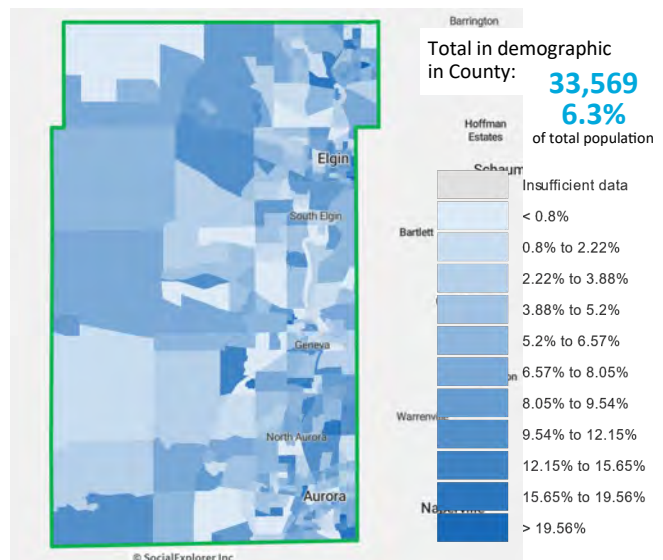 Barrington
Total in demographic
in County:
33,569
6.3%
of total population
Hoffman
Estates
Elgin
Schaum
Insufficient data
< 0.8%
South Elgin
Bartlett
0.8% to 2.22%
2.22% to 3.88%
3.88% to 5.2%
5.2% to 6.57%
Geneva
6.57% to 8.05%
on
8.05% to 9.54%
Warrenvi
9.54% to 12.15%
North Aurora
12.15% to 15.65%
Aurora
15.65% to 19.56%
> 19.56%
© SocialExplorer Inc